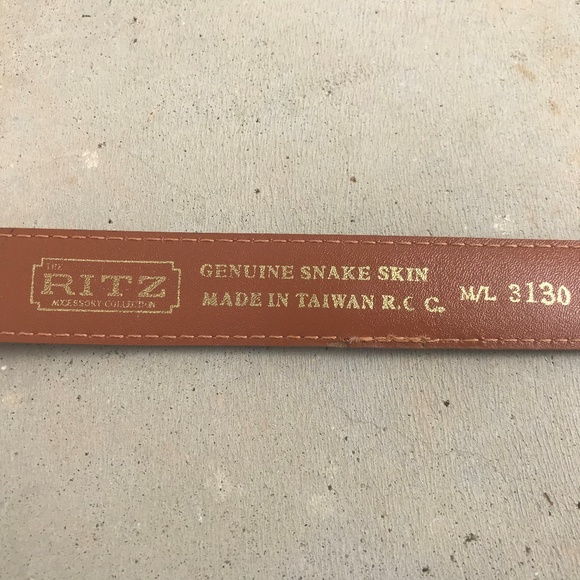 THE
RITZ
ACCESSORY COLLECTION
GENUINE SNAKE SKIN
MADE IN TAIWAN R.C C.
M/L 3130